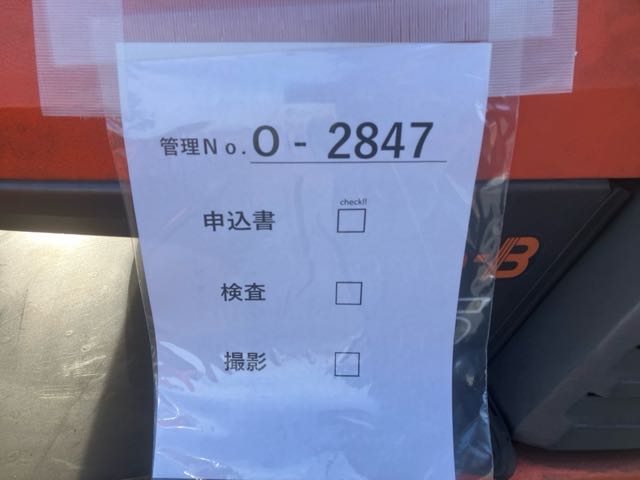 管理No. O - 2847
check!!
申込書 □
検査 □
撮影 □
-B